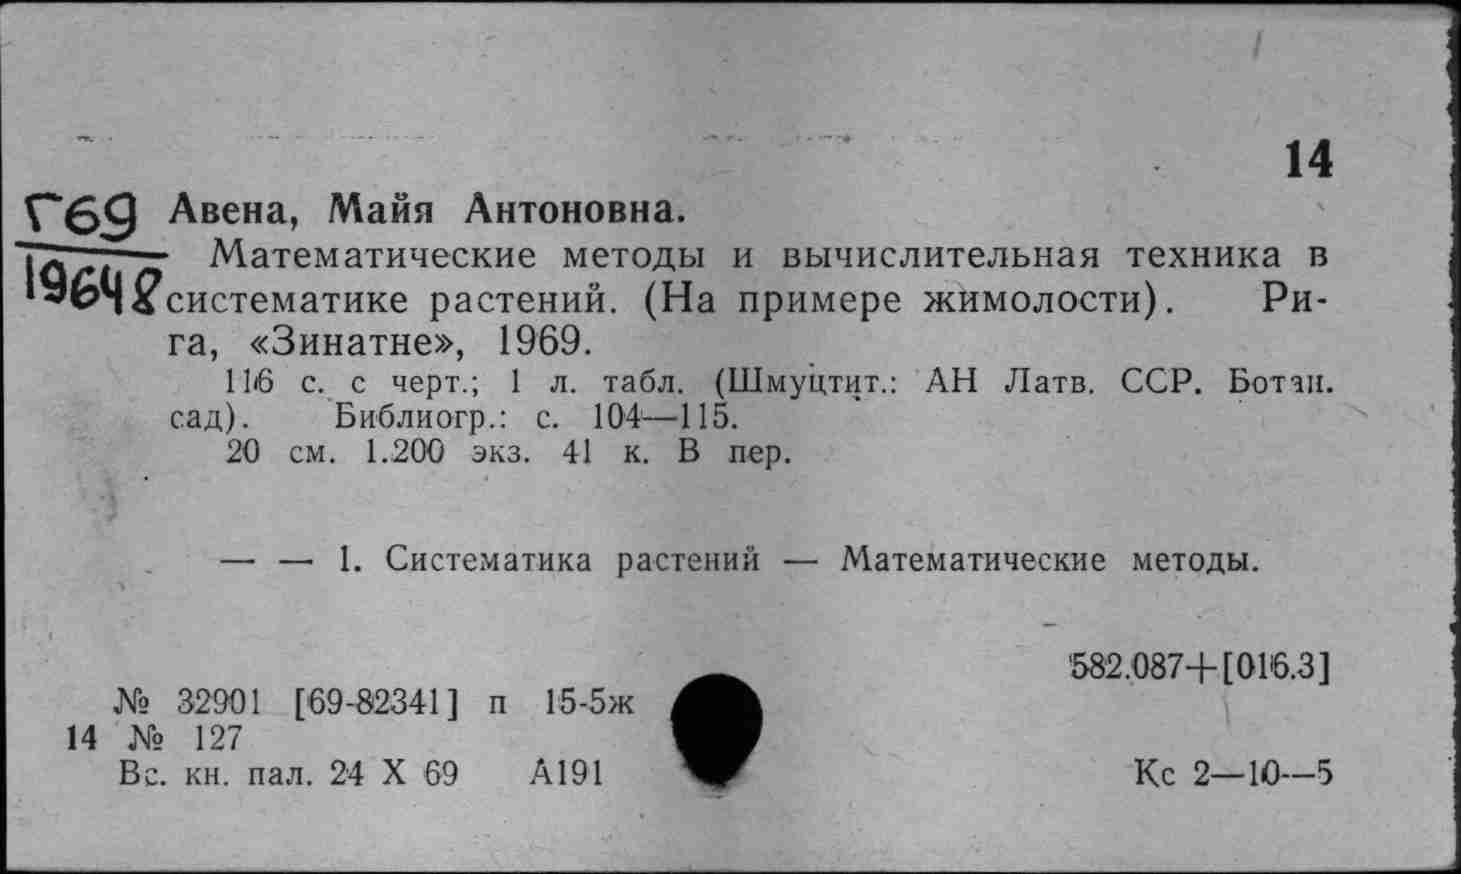 14
Г69 Авена, Майя Антоновна.
19648 Математические методы и вычислительная техника в
систематике растений. (На примере жимолости). Ри-
га, «Зинатне», 1969.
116 с. с черт.; 1 л. табл. (Шмуцтит.: АН Латв. ССР. Ботан.
сад). Библиогр.: с. 104—115.
20 см. 1.200 экз. 41 к. В пер.
— — 1. Систематика растений — Математические методы.
582.087+[016.3]
№ 32901 [69-82341] п 15-5ж
14 № 127
Вс. кн. пал. 24 X 69 А191
Кс 2—10—5